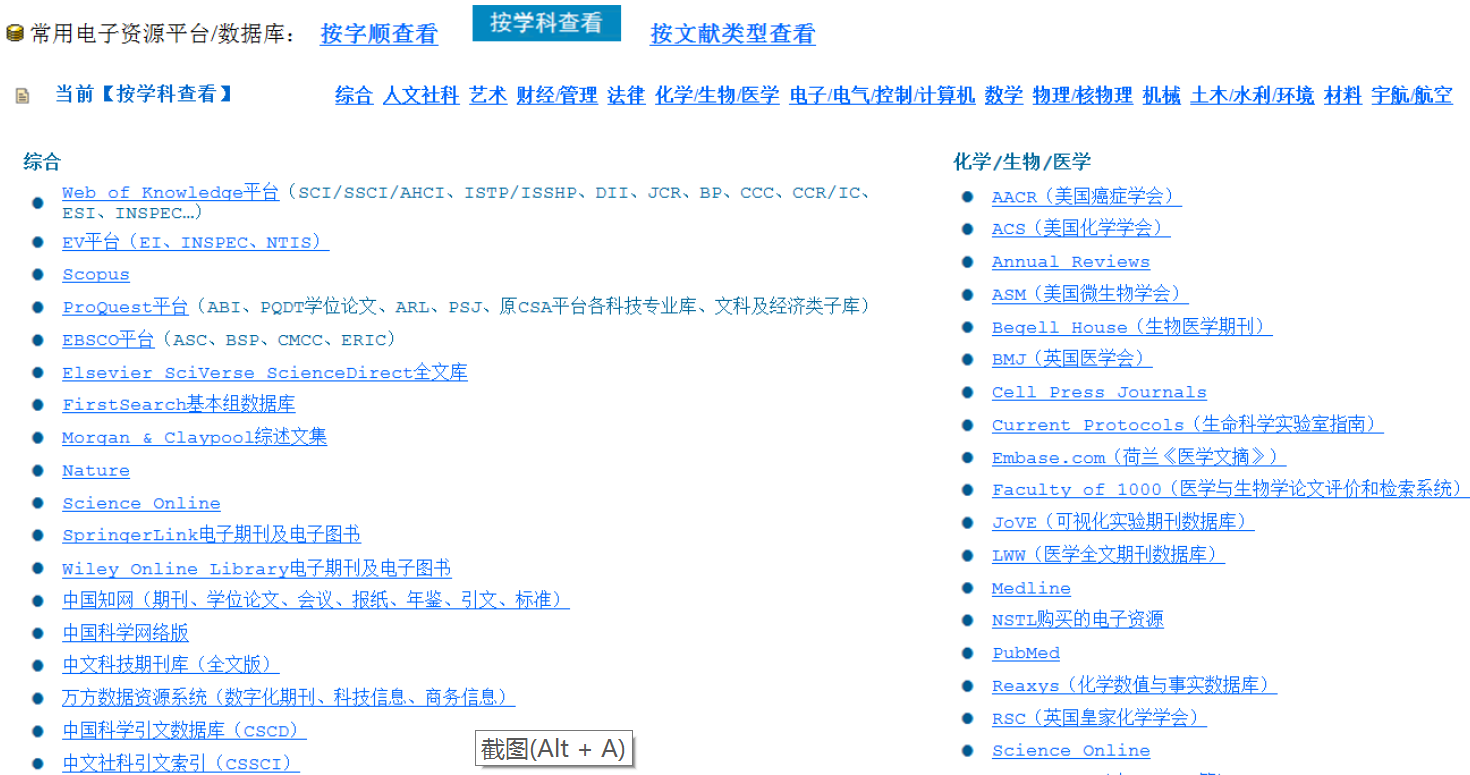 常用电子资源平台/数据库： 按字顺查看 按学科查看 按文献类型查看
当前【按学科查看】 综合 人文社科 艺术 财经/管理 法律 化学/生物/医学 电子/电气/控制/计算机 数学 物理/核物理 机械 土木/水利/环境 材料 宇航/航空
综合
Web of Knowledge平台（SCI/SSCI/AHCI、ISTP/ISSHP、DII、JCR、BP、CCC、CCR/IC、
ESI、INSPEC…）
EV平台（EI、INSPEC、NTIS）
Scopus
ProQuest平台（ABI、PQDT学位论文、ARL、PSJ、原CSA平台各科技专业库、文科及经济类子库）
EBSCO平台（ASC、BSP、CMCC、ERIC）
Elsevier SciVerse ScienceDirect全文库
FirstSearch基本组数据库
Morgan & Claypool综述文集
Nature
Science Online
SpringerLink电子期刊及电子图书
Wiley Online Library电子期刊及电子图书
中国知网（期刊、学位论文、会议、报纸、年鉴、引文、标准）
中国科学网络版
中文科技期刊库（全文版）
万方数据资源系统（数字化期刊、科技信息、商务信息）
中国科学引文数据库（CSCD）
中文社科引文索引（CSSCI）
化学/生物/医学
AACR（美国癌症学会）
ACS（美国化学学会）
Annual Reviews
ASM（美国微生物学会）
Begell House（生物医学期刊）
BMJ（英国医学会）
Cell Press Journals
Current Protocols（生命科学实验室指南）
Embase.com（荷兰《医学文摘》）
Faculty of 1000（医学与生物学论文评价和检索系统）
JoVE（可视化实验期刊数据库）
LWW（医学全文期刊数据库）
Medline
NSTL购买的电子资源
PubMed
Reaxys（化学数值与事实数据库）
RSC（英国皇家化学学会）
Science Online
截图(Alt + A)